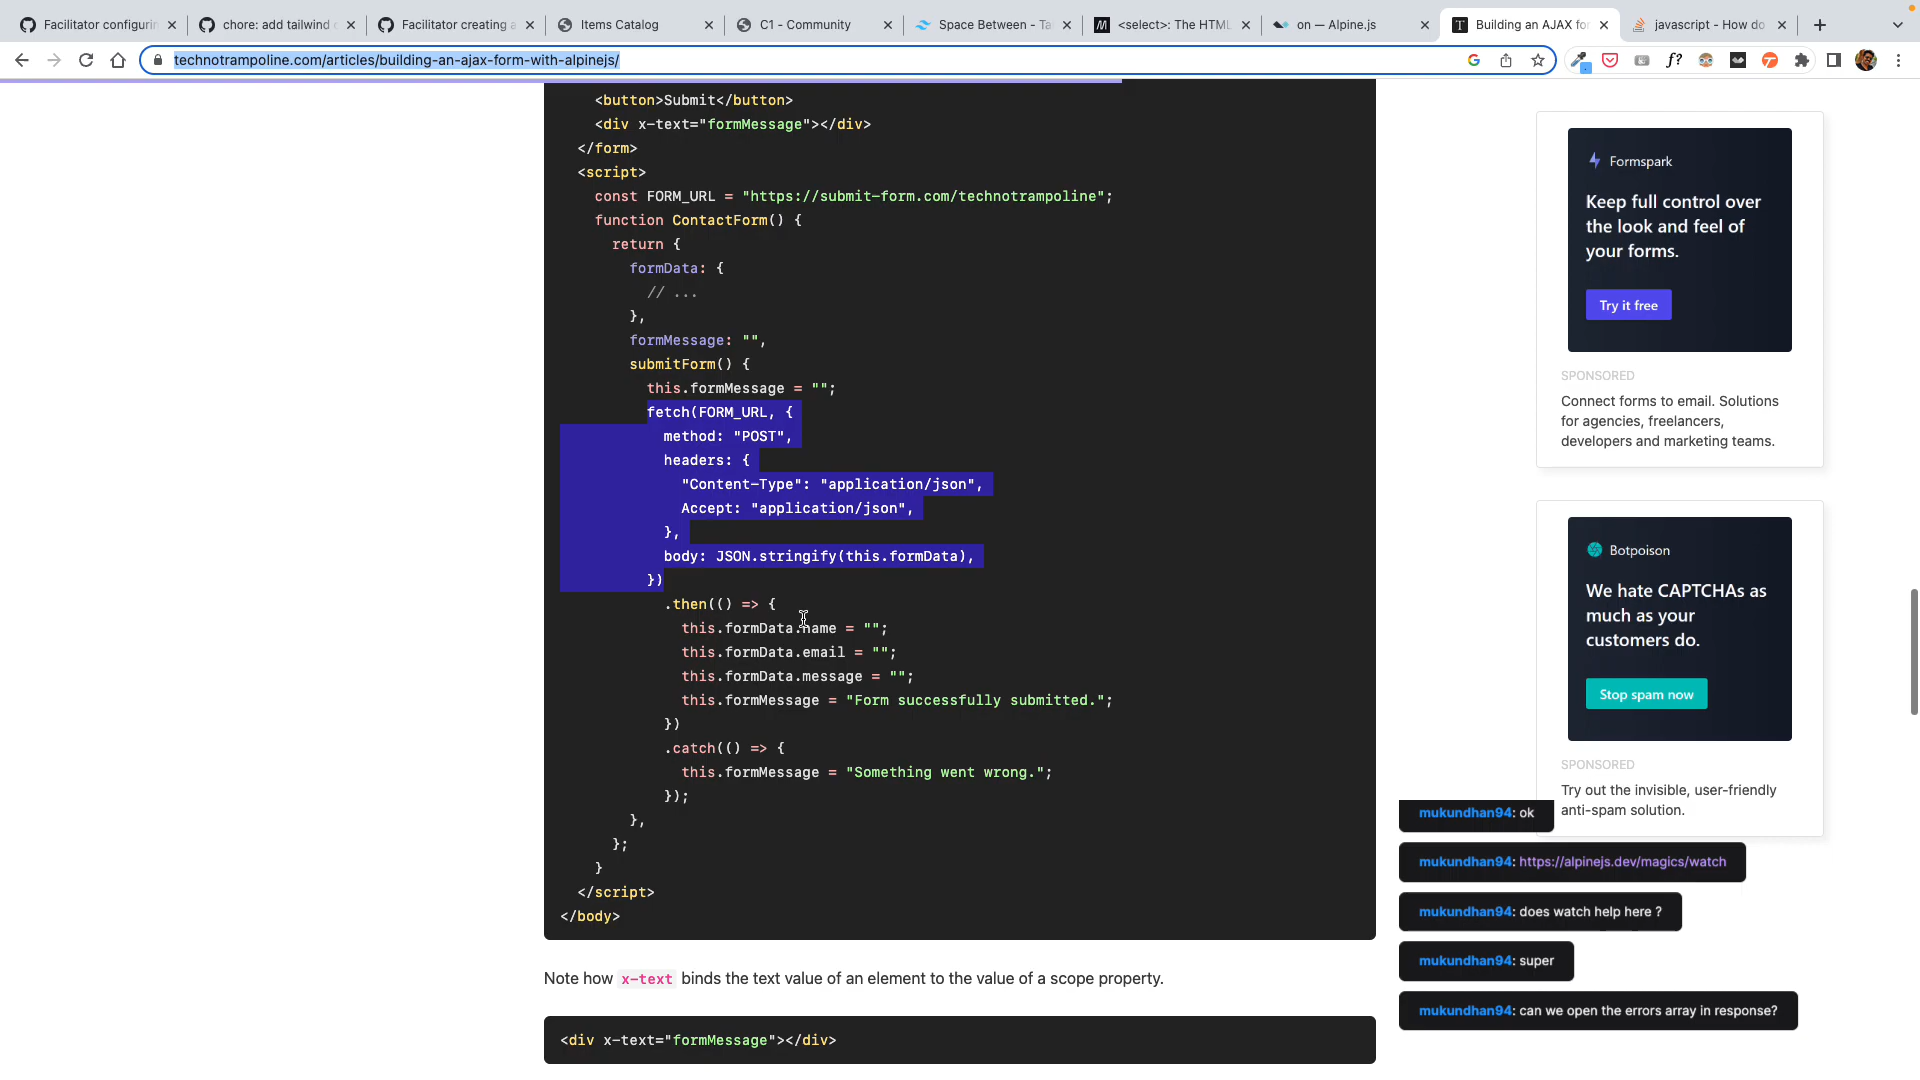 Facilitator configurin
chore: add tailwind c
Facilitator creating a
Items Catalog
C1 - Community
Space Between - Ta
<select>: The HTML
on — Alpine.js
Building an AJAX for
javascript - How do
technotrampoline.com/articles/building-an-ajax-form-with-alpinejs/
<button>Submit</button>
<div x-text="formMessage"></div>
</form>
<script>
const FORM_URL = "https://submit-form.com/technotrampoline";
function ContactForm() {
return {
formData: {
// ...
},
formMessage: "",
submitForm() {
this.formMessage = "";
fetch(FORM_URL, {
method: "POST",
headers: {
"Content-Type": "application/json",
Accept: "application/json",
},
body: JSON.stringify(this.formData),
})
.then(() => {
this.formData.name = "";
this.formData.email = "";
this.formData.message = "";
this.formMessage = "Form successfully submitted.";
})
.catch(() => {
this.formMessage = "Something went wrong.";
});
},
};
}
</script>
</body>
Note how x-text binds the text value of an element to the value of a scope property.
<div x-text="formMessage"></div>
Formspark
Keep full control over
the look and feel of
your forms.
Try it free
SPONSORED
Connect forms to email. Solutions
for agencies, freelancers,
developers and marketing teams.
Botpoison
We hate CAPTCHAs as
much as your
customers do.
Stop spam now
SPONSORED
Try out the invisible, user-friendly
anti-spam solution.
mukundhan94: ok
mukundhan94: https://alpinejs.dev/magics/watch
mukundhan94: does watch help here ?
mukundhan94: super
mukundhan94: can we open the errors array in response?